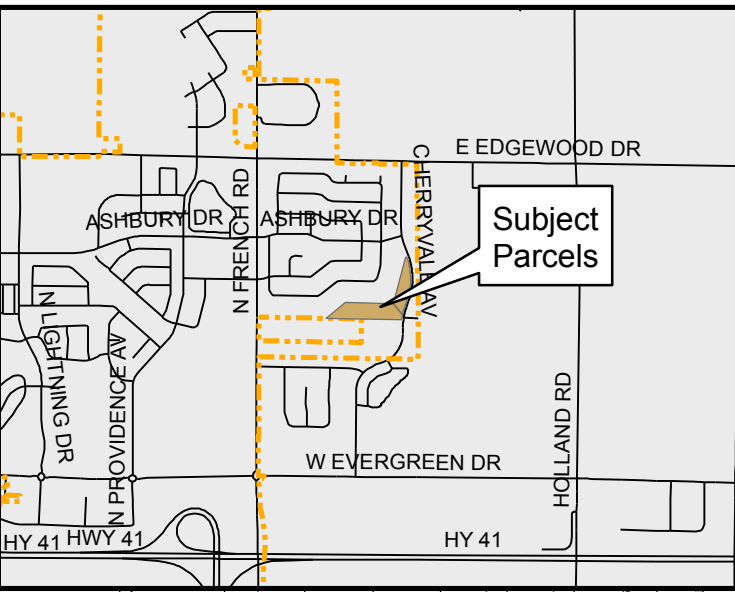 E EDGEWOOD DR
CHERRYVALE AV
N FRENCH RD
ASHBURY DR
ASHBURY DR
Subject
Parcels
N LIGHTNING DR
N PROVIDENCE AV
HOLLAND RD
W EVERGREEN DR
HY 41
HWY 41
HY 41